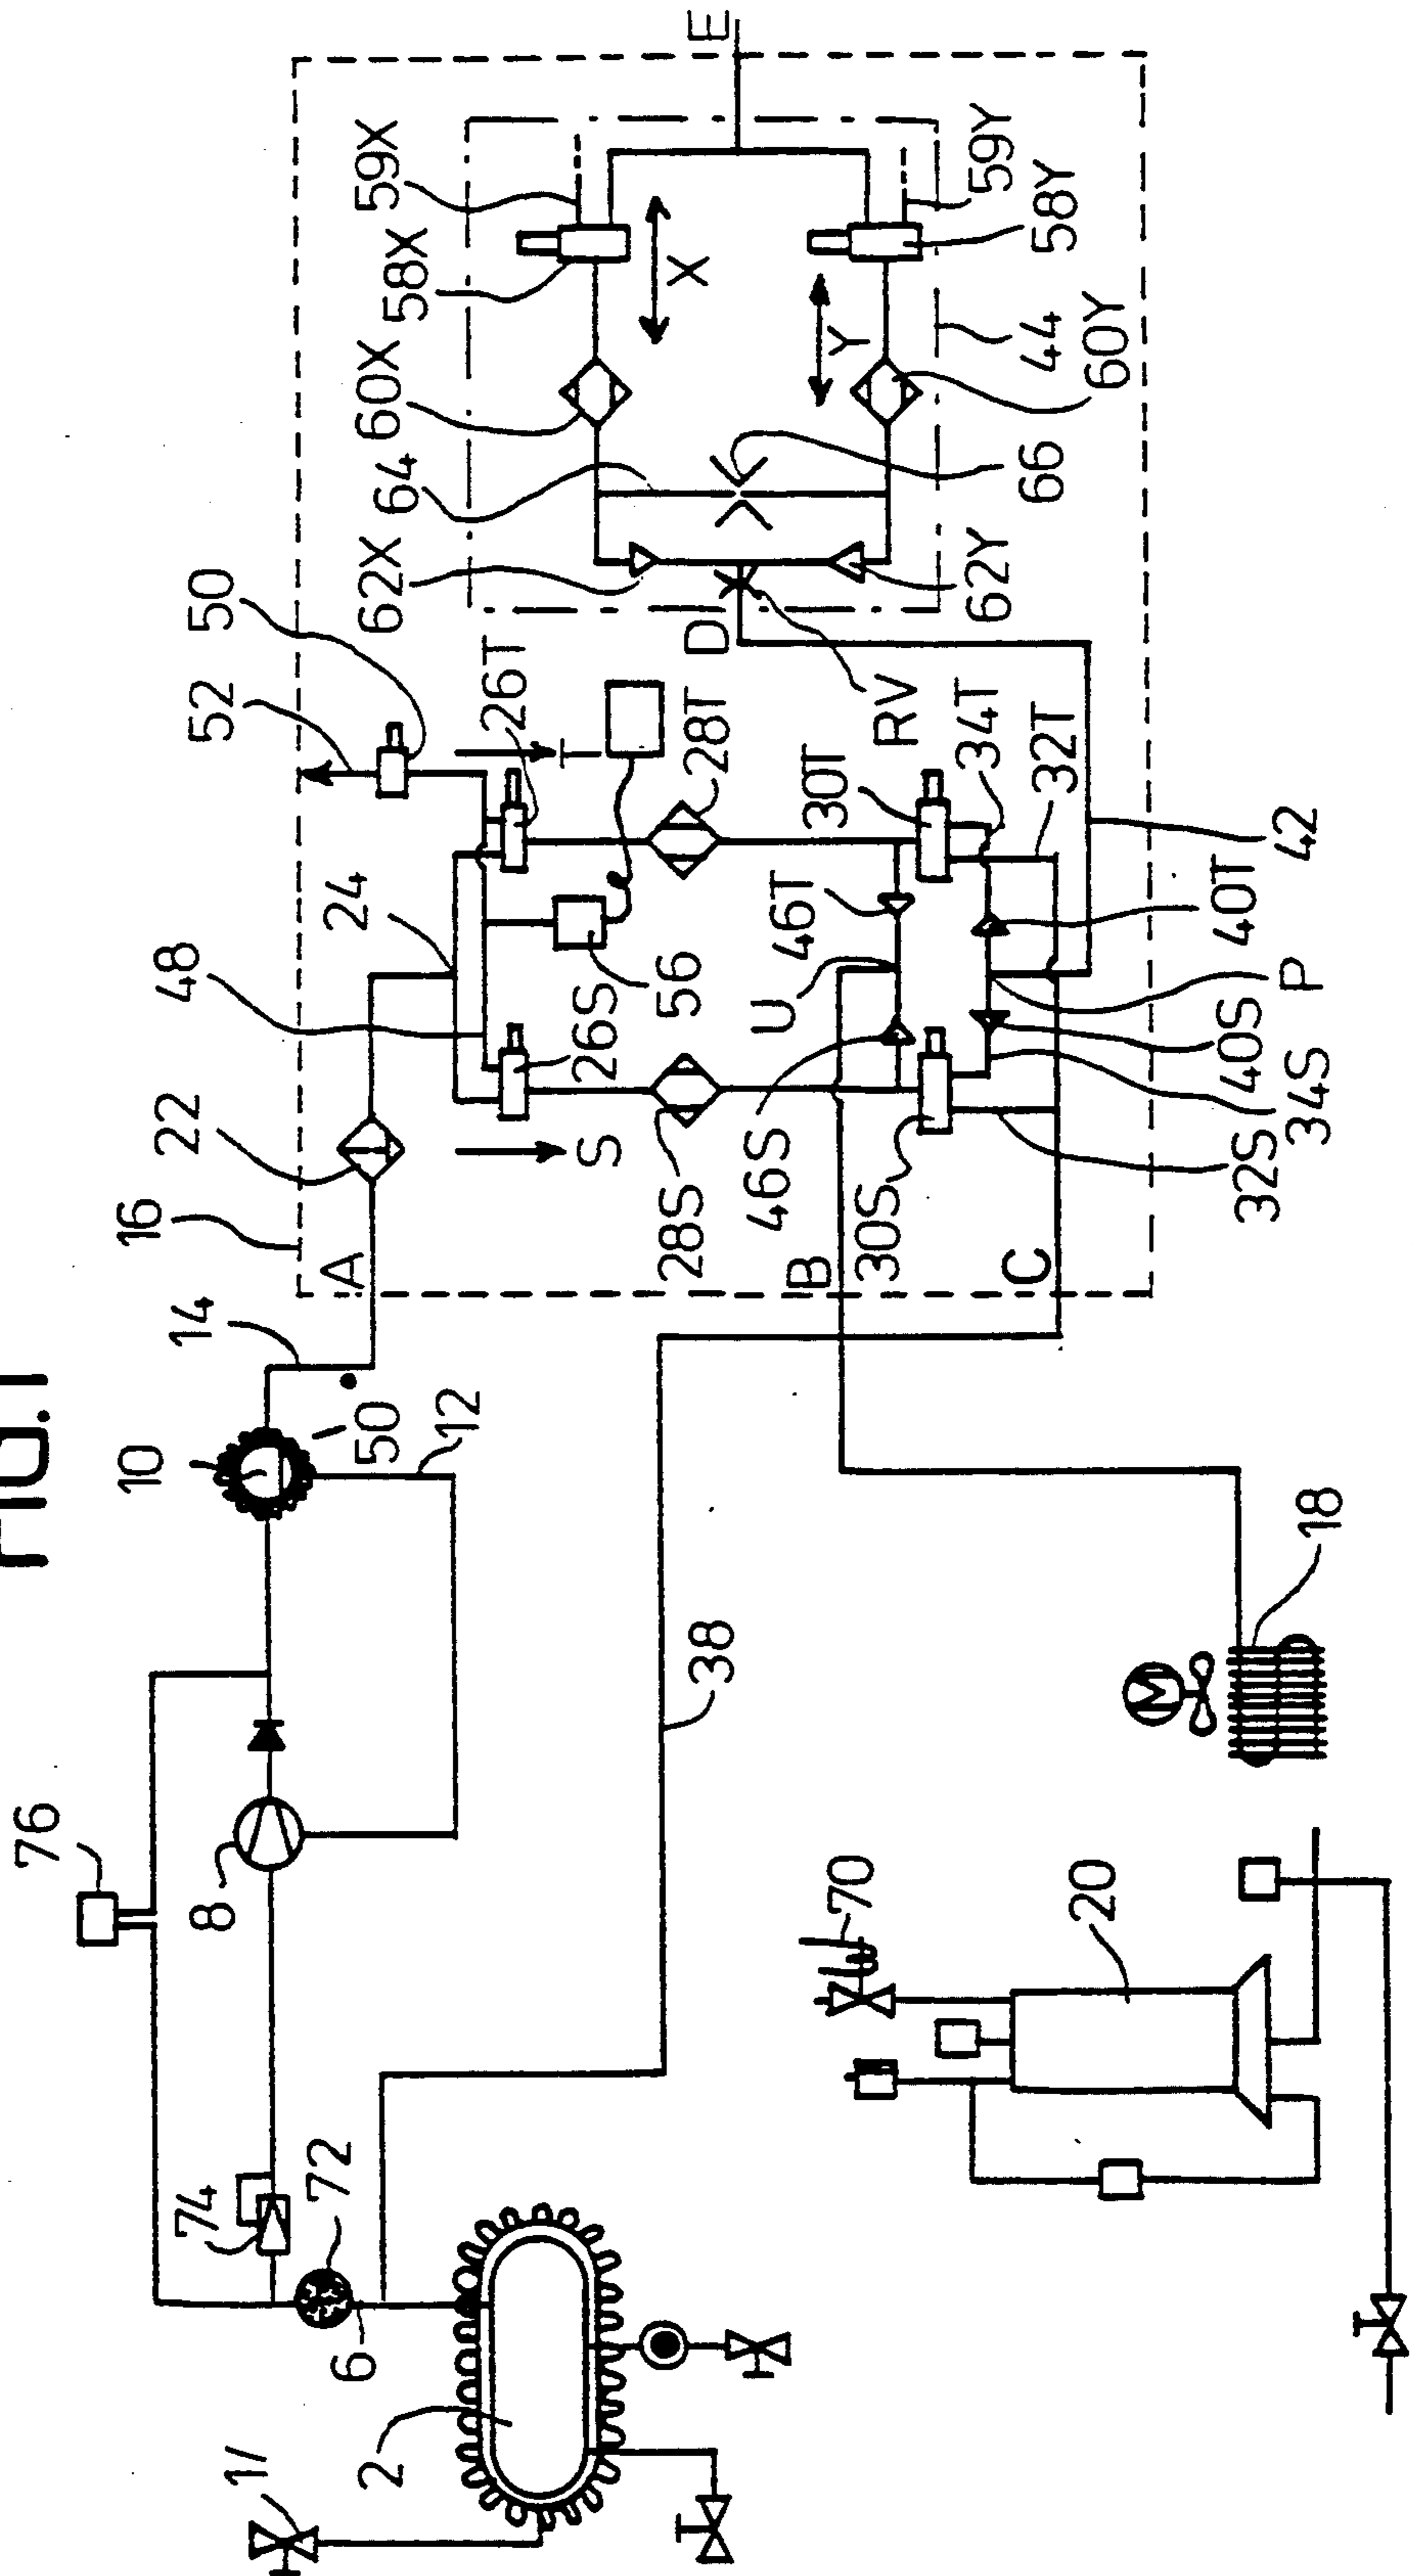 FIG.1
76
8
74
72
6
2
1/
10
50
12
14
16
A
22
48
24
52
50
26T
26S
T
S
56
28T
28S
U
46T
46S
30T
30S
34T
32T
40T
P
40S
34S
32S
42
B
C
38
18
M
70
20
D
RV
62X
62Y
64
66
60X
60Y
58X
58Y
59X
59Y
X
Y
44
E